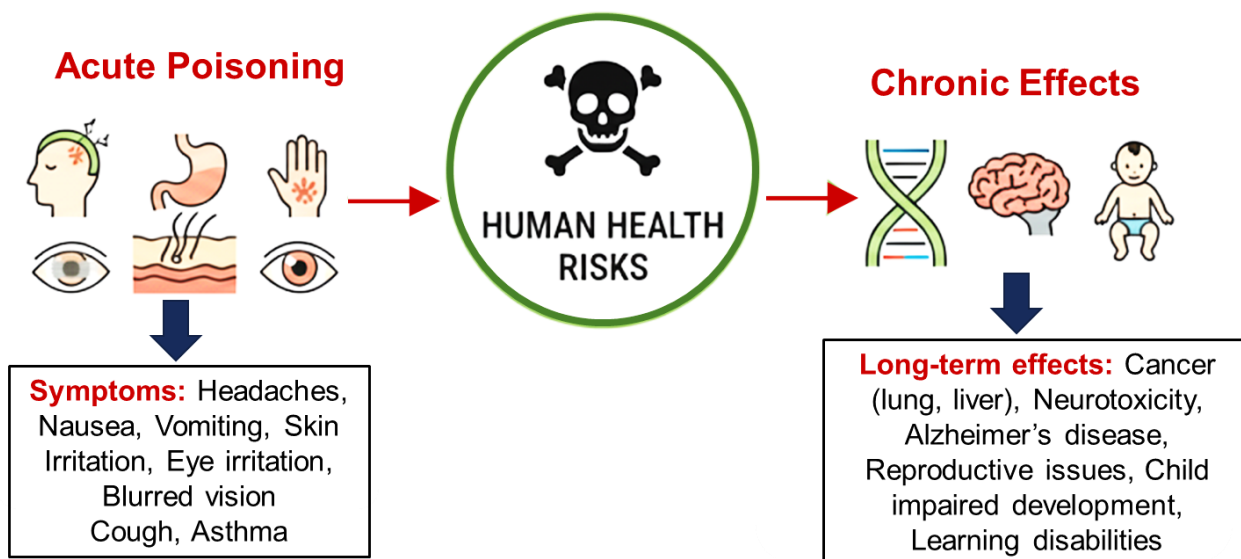 Acute Poisoning
HUMAN HEALTH
RISKS
Chronic Effects
Symptoms: Headaches,
Nausea, Vomiting, Skin
Irritation, Eye irritation,
Blurred vision
Cough, Asthma
Long-term effects: Cancer
(lung, liver), Neurotoxicity,
Alzheimer’s disease,
Reproductive issues, Child
impaired development,
Learning disabilities